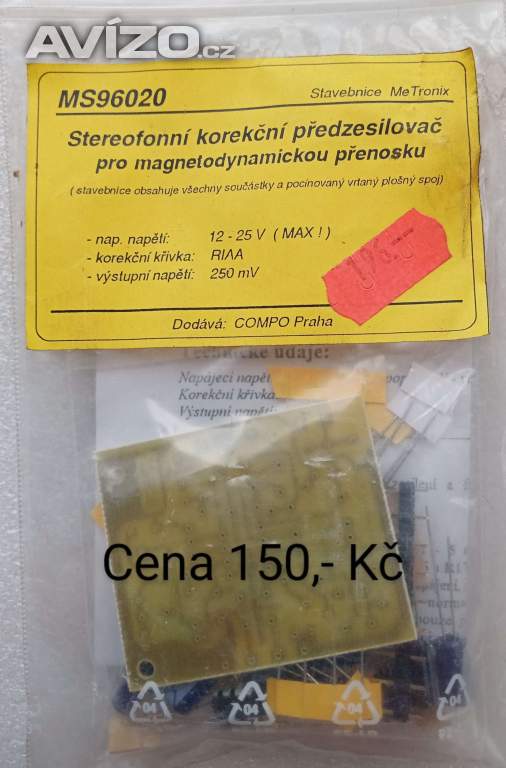 AVÍZO.cz
MS96020
Stavebnice MeTronix
Stereofonní korekční předzesilovač
pro magnetodynamickou přenosku
( stavebnice obsahuje všechny součástky a pocínovaný vrtaný plošný spoj)
- nap. napětí: 12 - 25 V ( MAX ! )
- korekční křivka: RIAA
- výstupní napětí: 250 mV
196.-
Dodává: COMPO Praha
Technické údaje:
Napájecí napětí
Korekční křivka
Výstupní napětí
Cena 150,- Kč
04
04
04
04